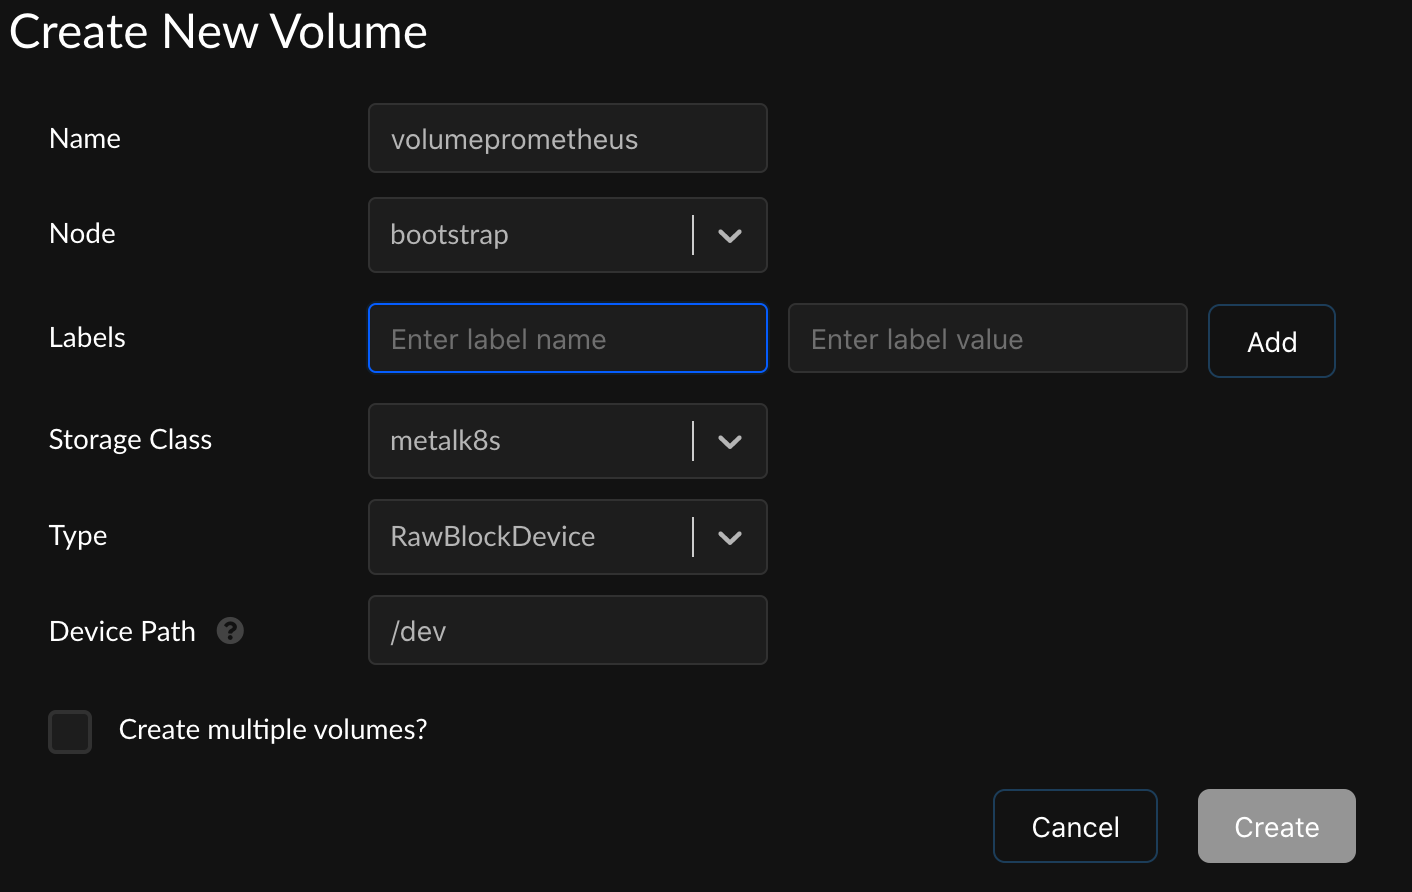 Create New Volume
Name
volumeprometheus
Node
bootstrap
Labels
Enter label name
Enter label value
Add
Storage Class
metalk8s
Type
RawBlockDevice
Device Path ?
/dev
Create multiple volumes?
Cancel
Create